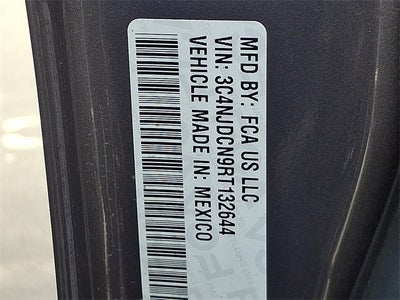 MFD BY: FCA US LLC
VIN: 3C4NJDCN9RT132644
VEHICLE MADE IN: MEXICO